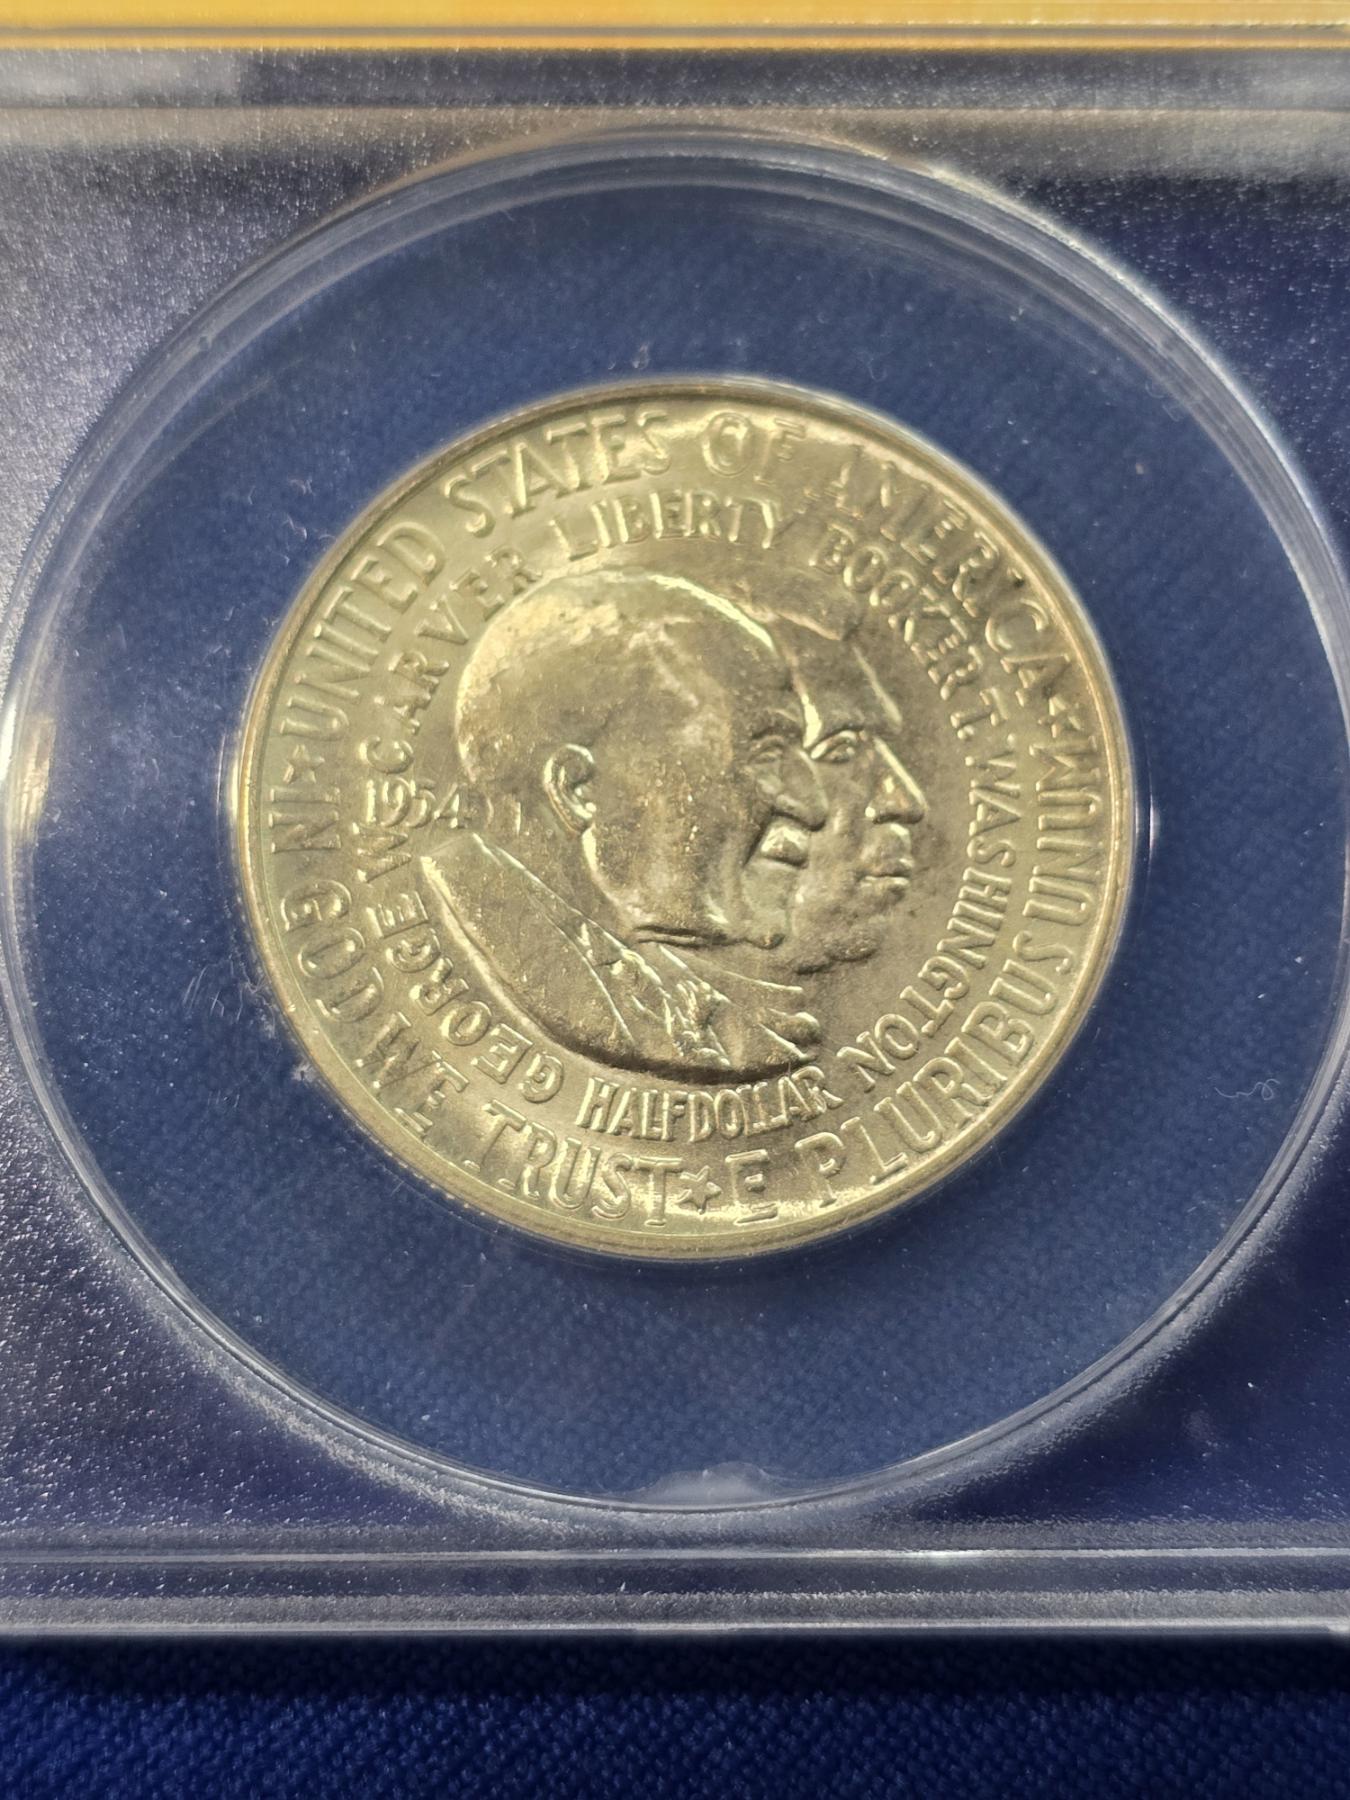 ★UNITED STATES OF AMERICA★
E PLURIBUS UNUM
IN GOD WE TRUST★
GEORGE W CARVER
LIBERTY
BOOKER T. WASHINGTON
1954
HALF DOLLAR